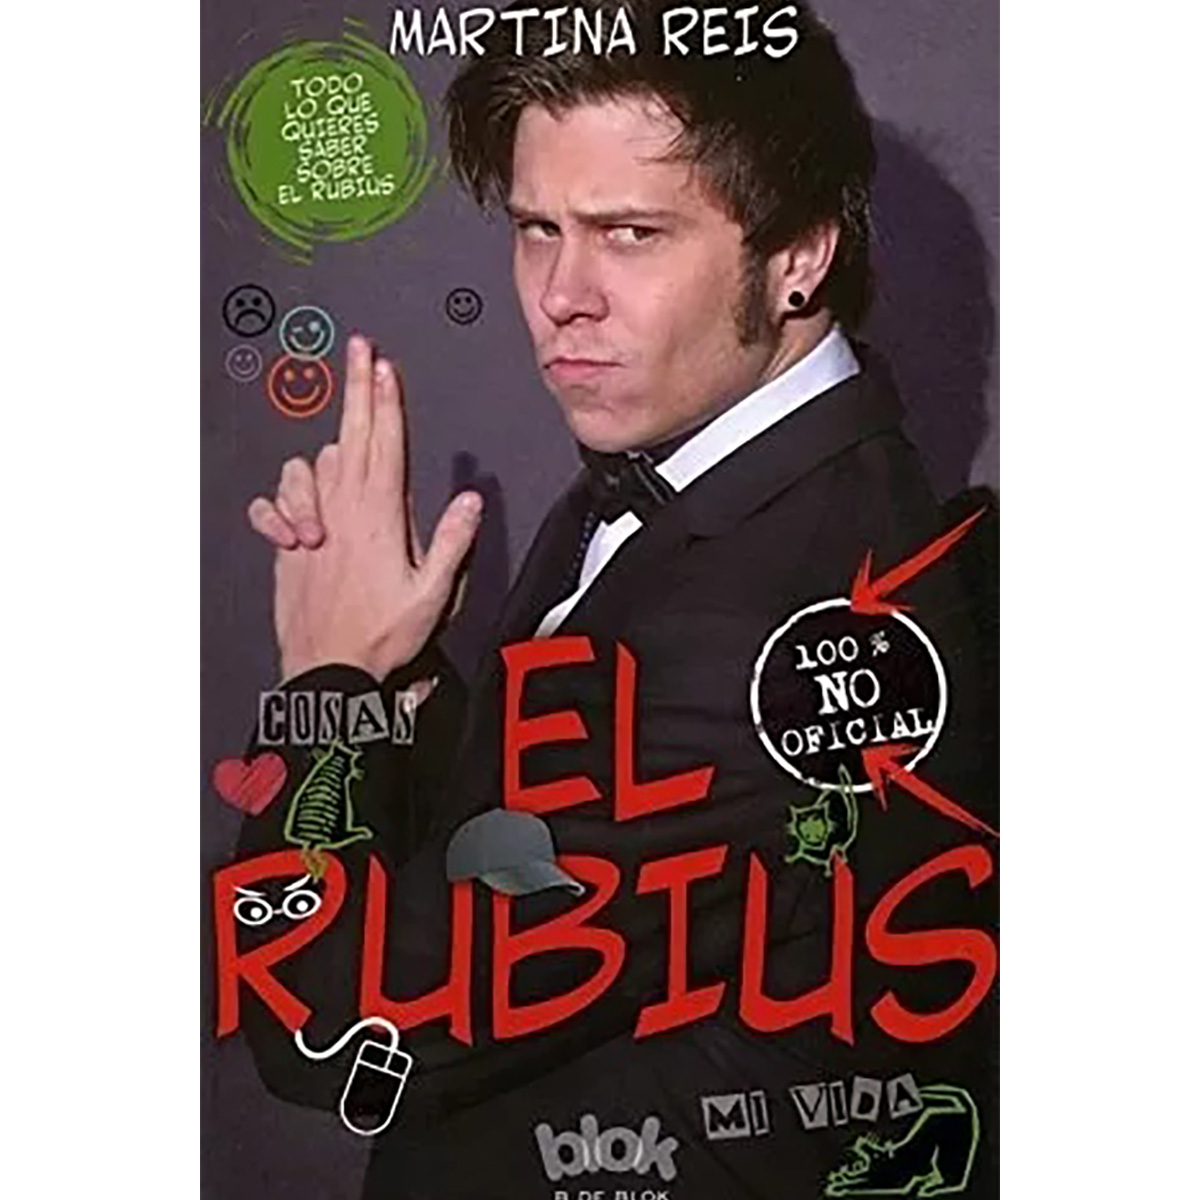 MARTINA REIS
TODO
LO QUE
QUIERES
SABER
SOBRE
EL RUBIUS
100 %
NO
OFICIAL
COSAS
EL
RUBIUS
MI VIDA
blok
B DE BLOK